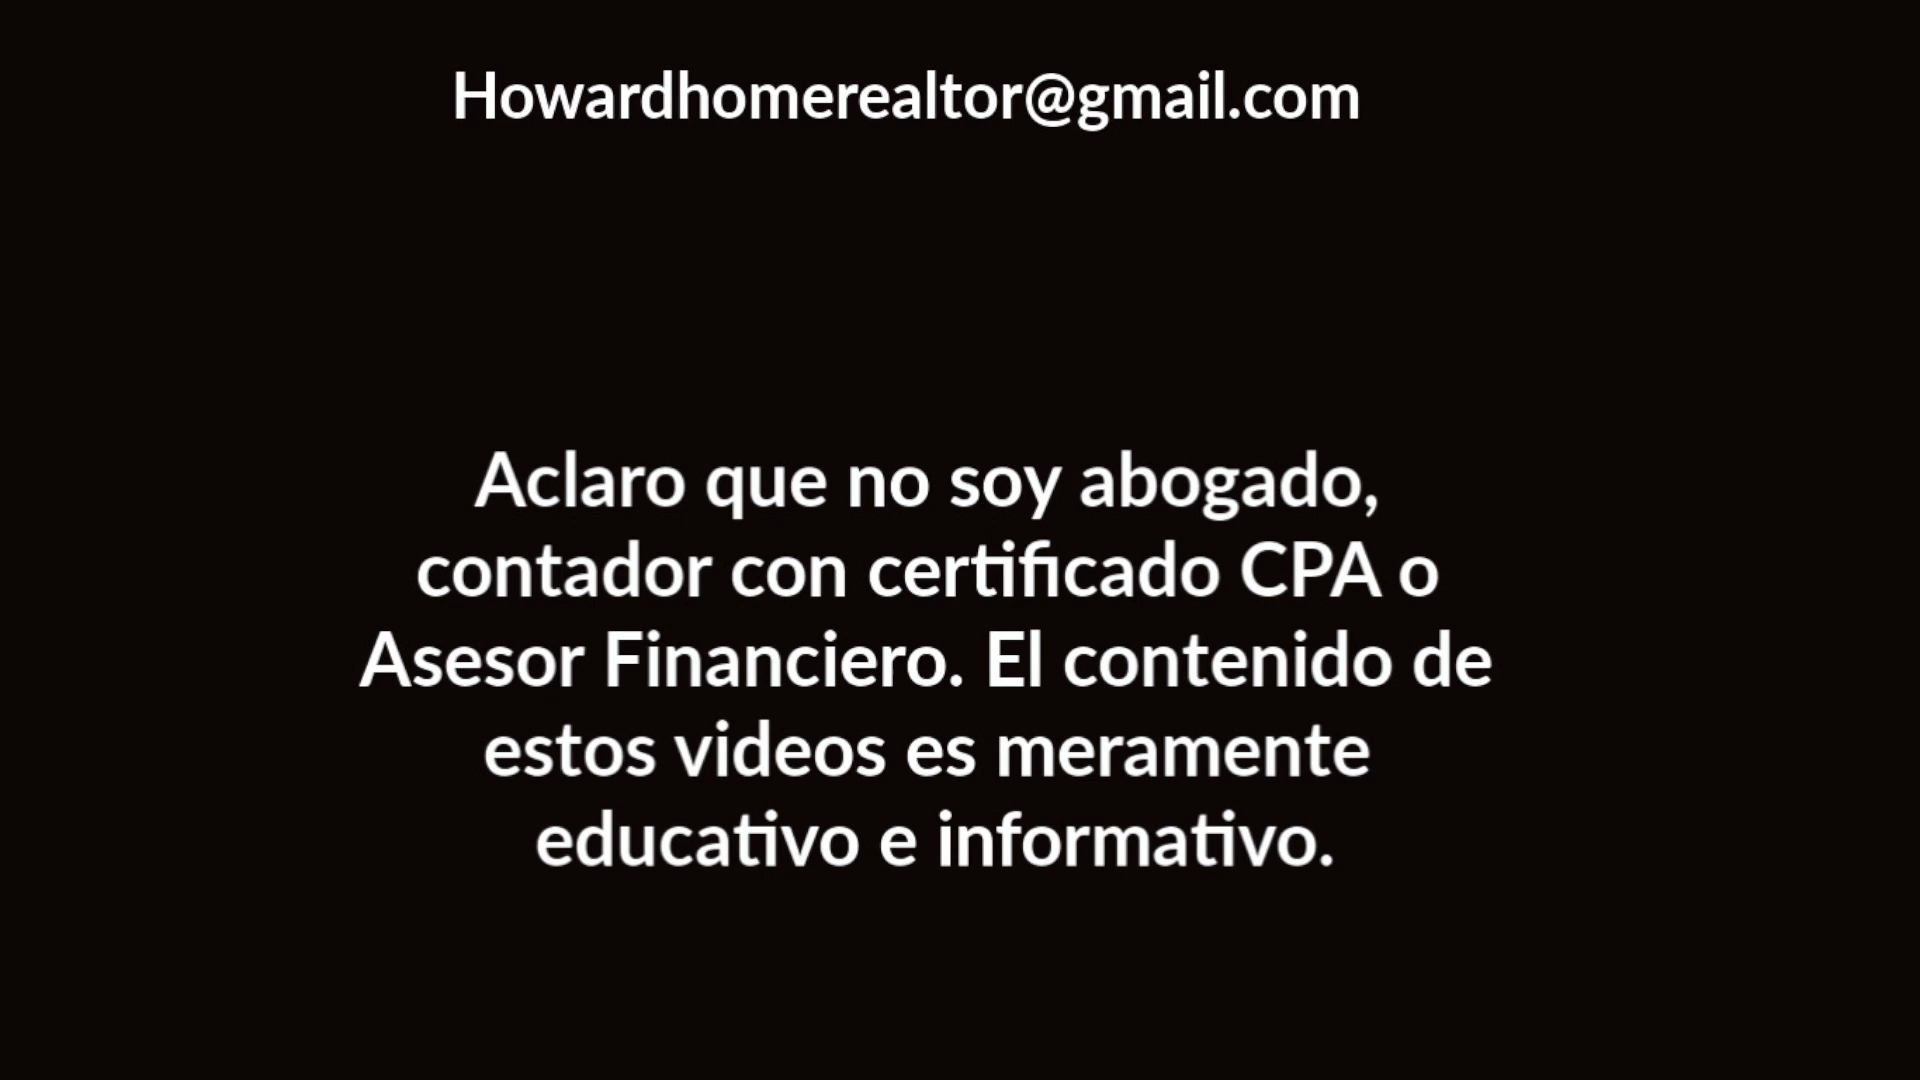 Howardhomerealtor@gmail.com
Aclaro que no soy abogado,
contador con certificado CPA o
Asesor Financiero. El contenido de
estos videos es meramente
educativo e informativo.